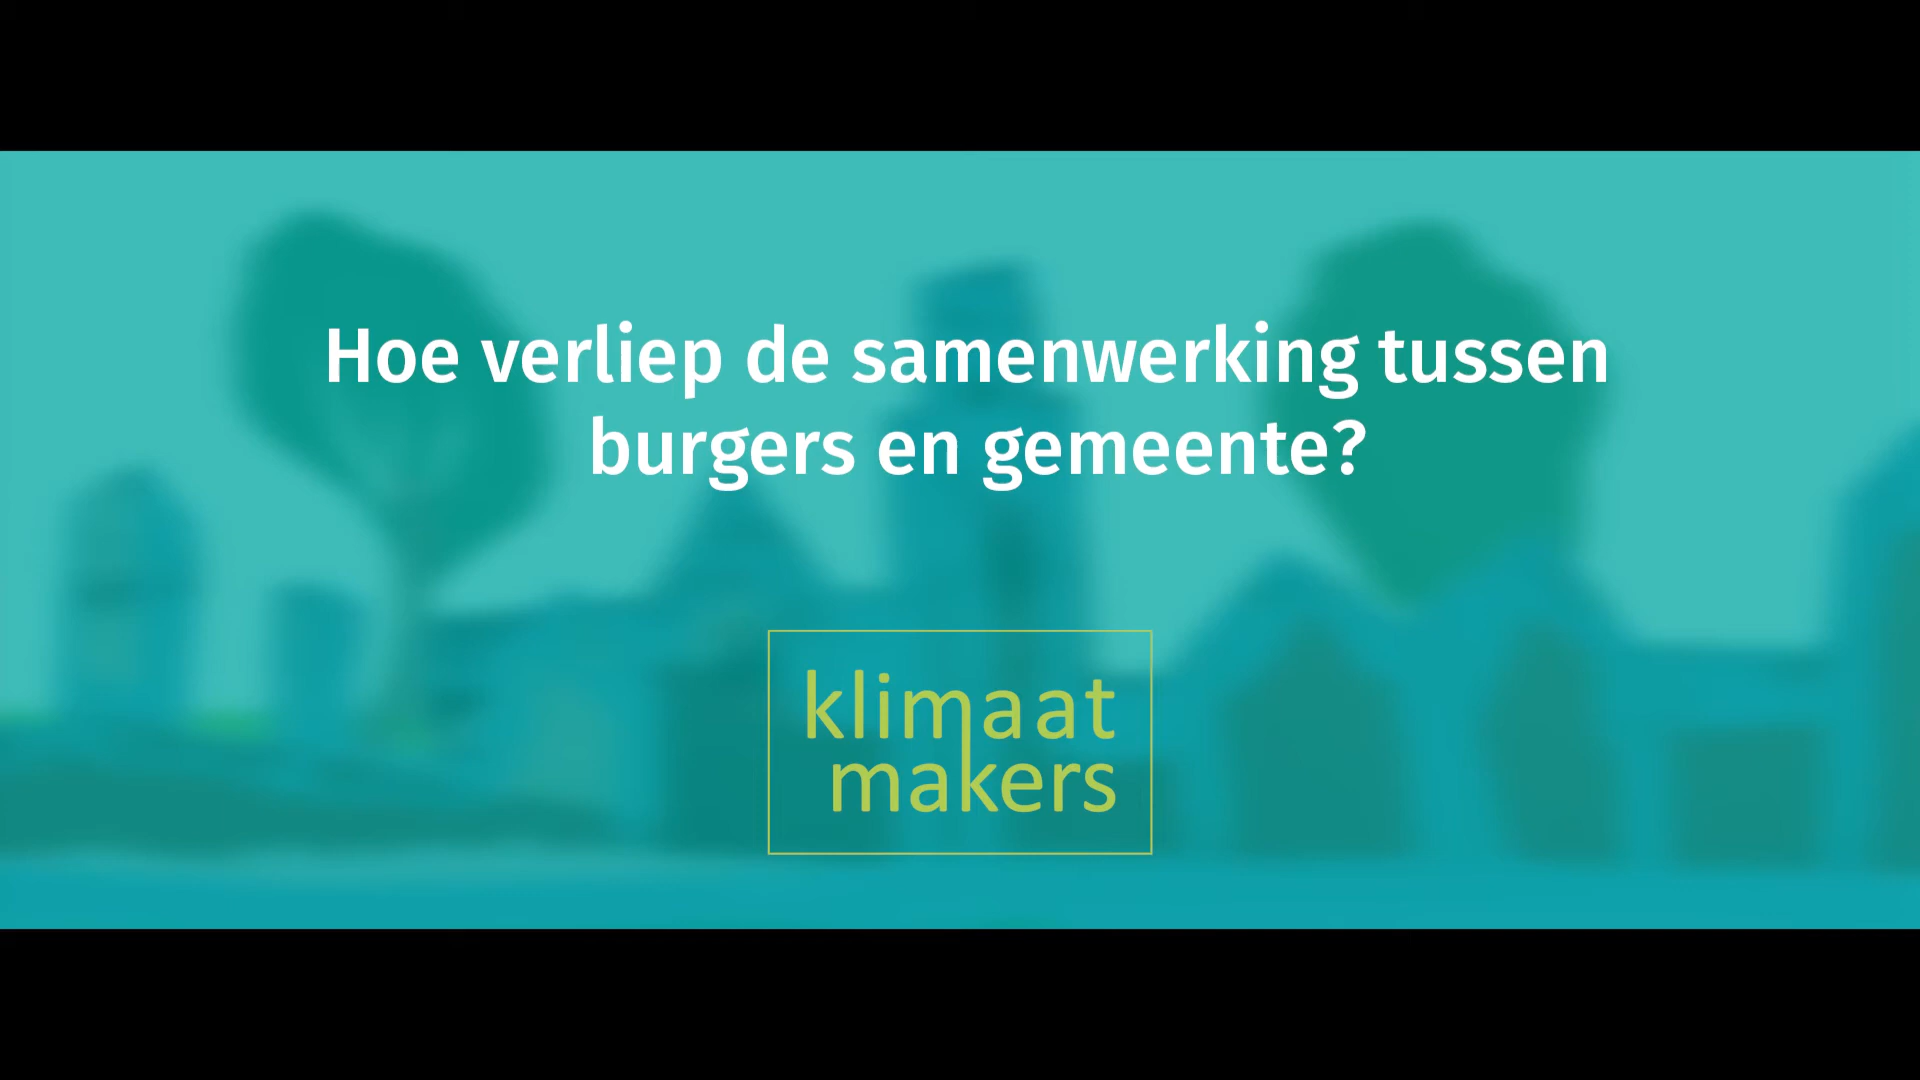 Hoe verliep de samenwerking tussen
burgers en gemeente?
klimaat
makers